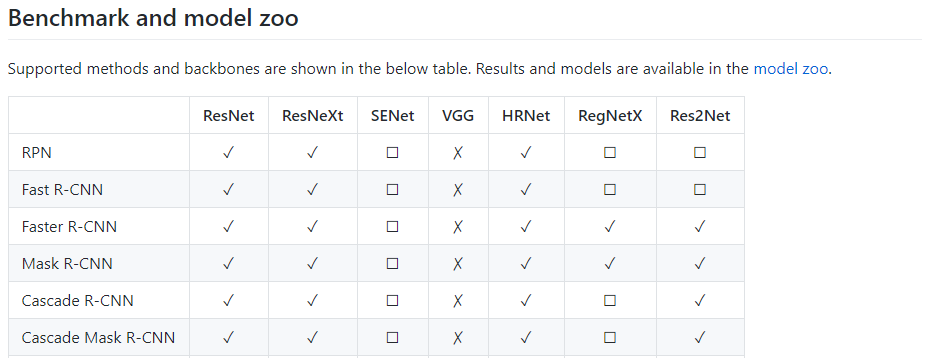 Benchmark and model zoo
Supported methods and backbones are shown in the below table. Results and models are available in the model zoo.
ResNet ResNeXt SENet VGG HRNet RegNetX Res2Net
RPN ✓ ✓ ☐ ✗ ✓ ☐ ☐
Fast R-CNN ✓ ✓ ☐ ✗ ✓ ☐ ☐
Faster R-CNN ✓ ✓ ☐ ✗ ✓ ✓ ✓
Mask R-CNN ✓ ✓ ☐ ✗ ✓ ✓ ✓
Cascade R-CNN ✓ ✓ ☐ ✗ ✓ ☐ ✓
Cascade Mask R-CNN ✓ ✓ ☐ ✗ ✓ ☐ ✓